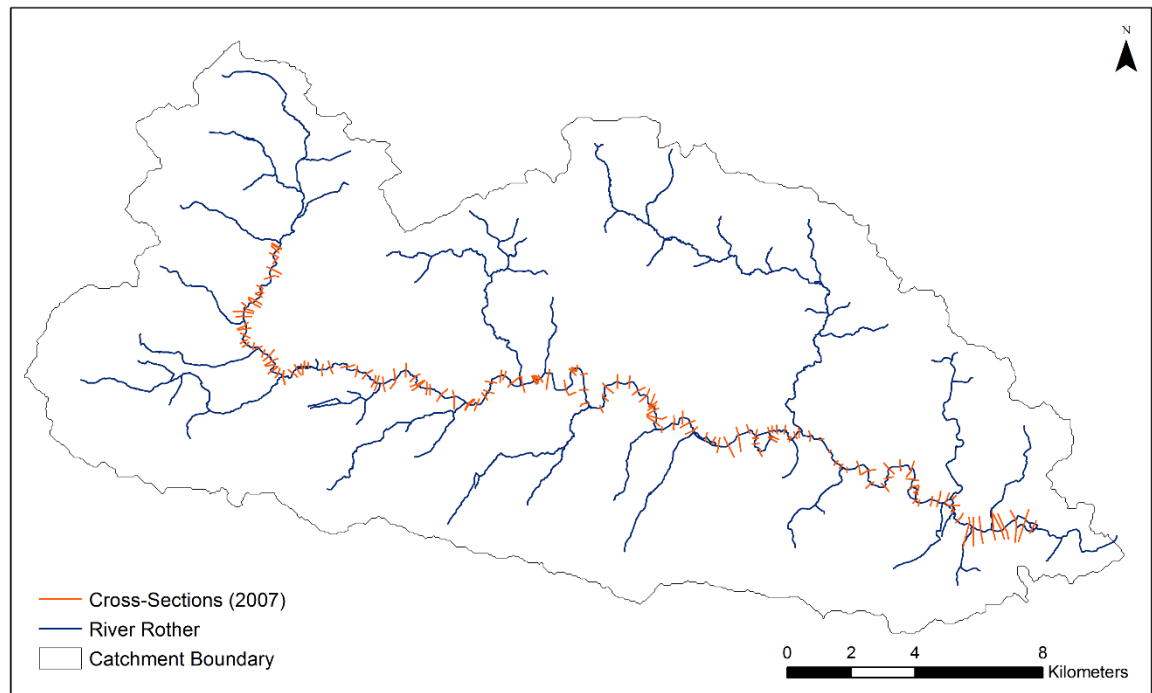 N
Cross-Sections (2007)
River Rother
Catchment Boundary
0 2 4 8
Kilometers